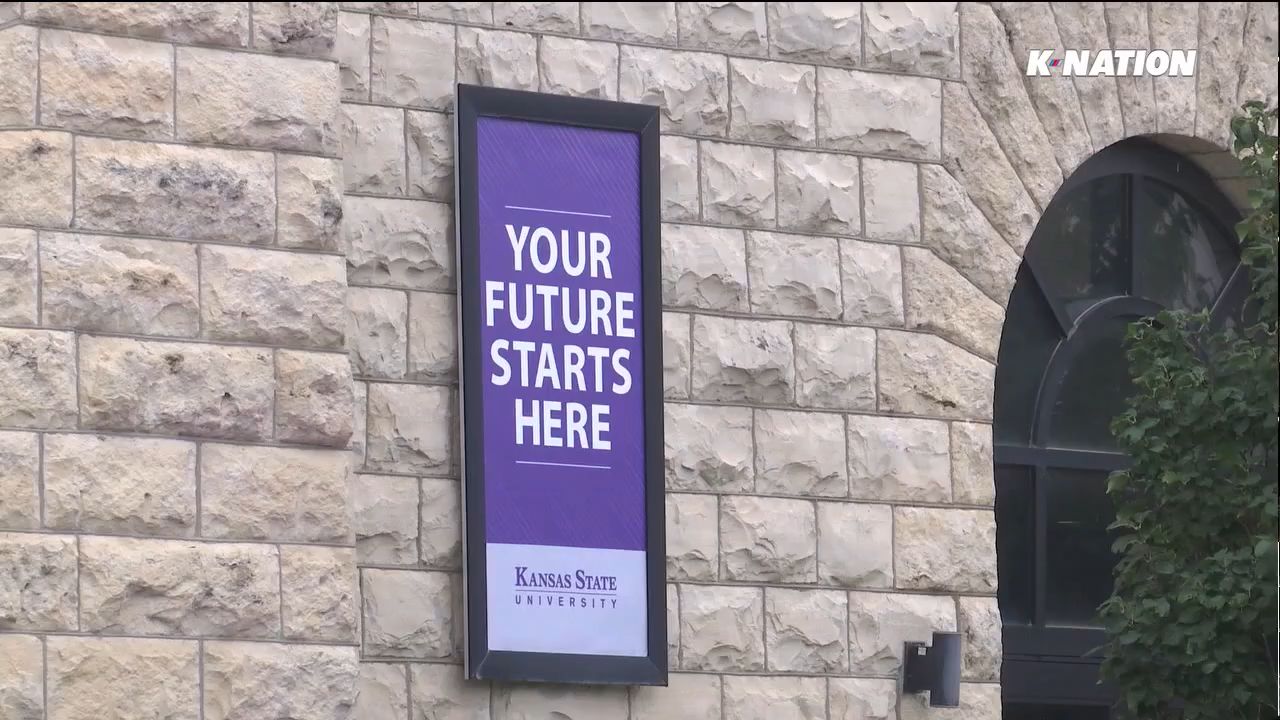 K·NATION
YOUR
FUTURE
STARTS
HERE
KANSAS STATE
UNIVERSITY